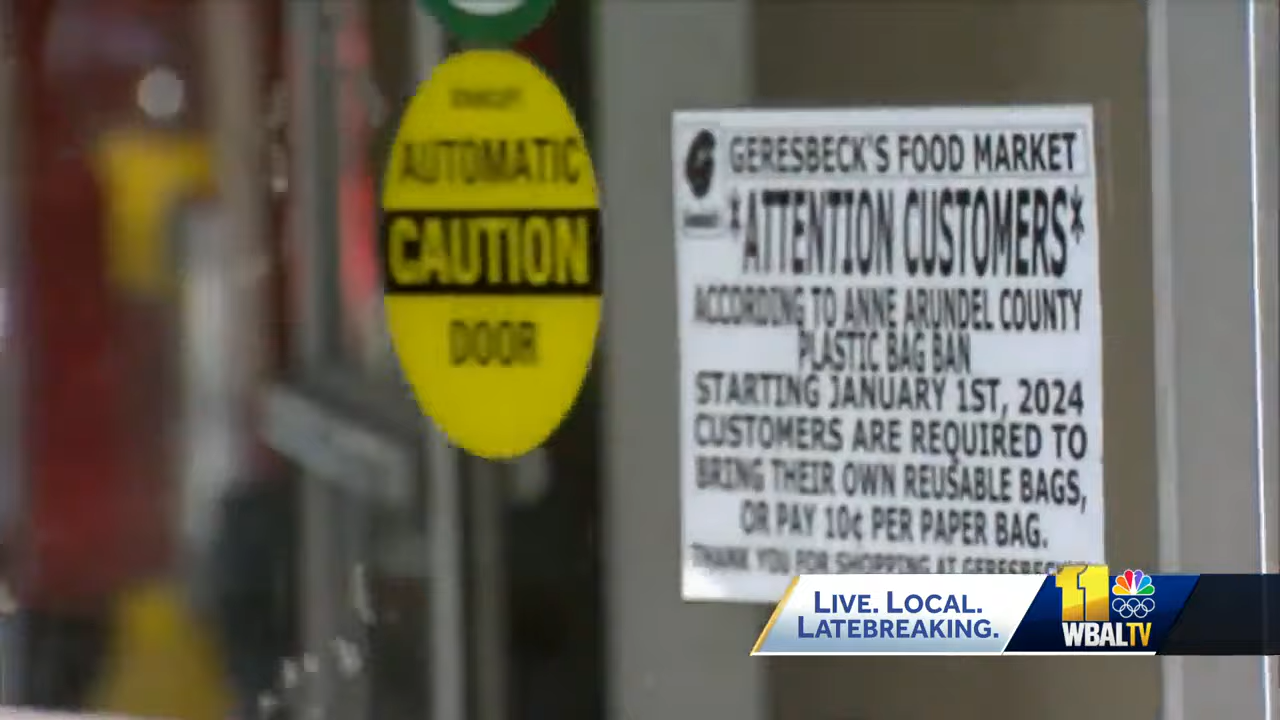 AUTOMATIC
CAUTION
DOOR
GERESBECK'S FOOD MARKET
*ATTENTION CUSTOMERS*
ACCORDING TO ANNE ARUNDEL COUNTY
PLASTIC BAG BAN
STARTING JANUARY 1ST, 2024
CUSTOMERS ARE REQUIRED TO
BRING THEIR OWN REUSABLE BAGS,
OR PAY 10¢ PER PAPER BAG.
THANK YOU FOR SHOPPING AT GERESBECK'S
LIVE. LOCAL.
LATEBREAKING.
11
WBALTV